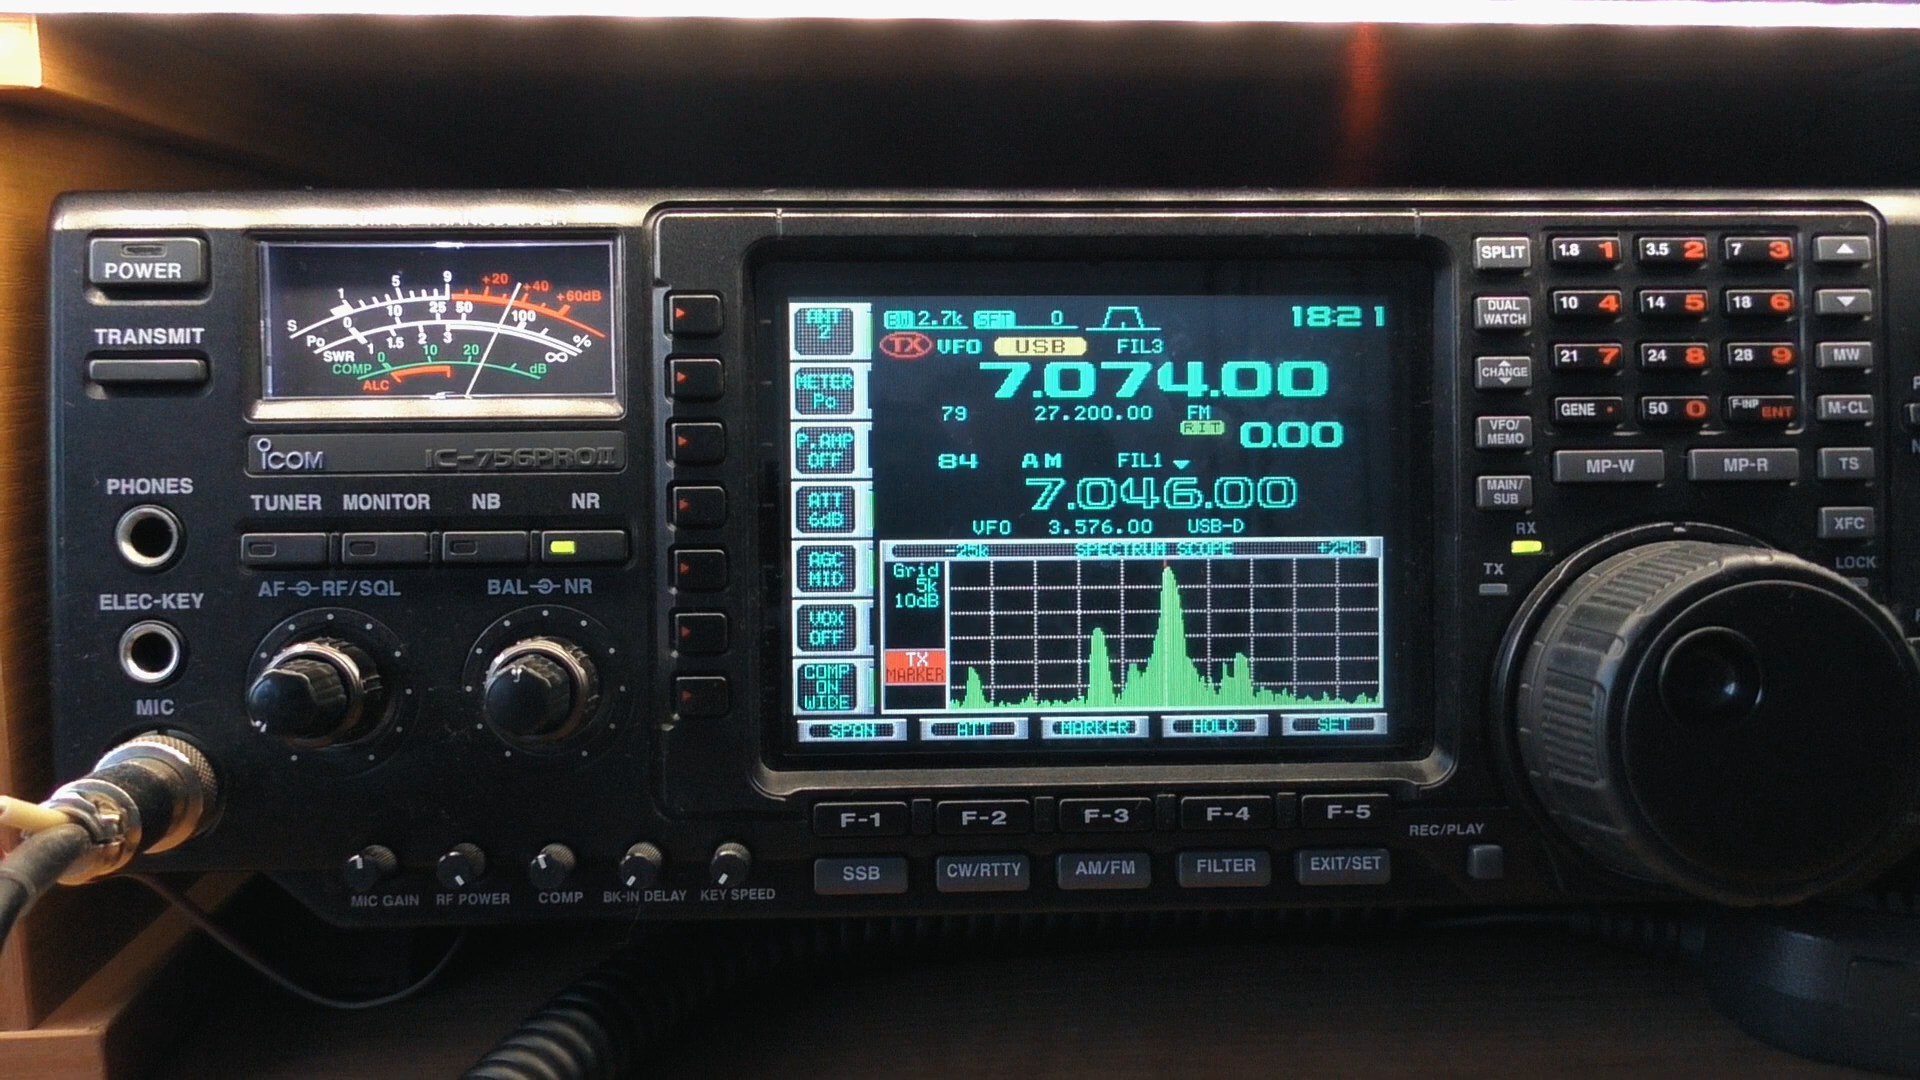 POWER
TRANSMIT
1 5 9 +20 +40 +60dB
S
0 10 25 50 100 %
Po
1 1.5 2 3 ∞
SWR
COMP 0 10 20 dB
ALC
ICOM IC-756PROII
PHONES
TUNER MONITOR NB NR
AF RF/SQL BAL NR
ELEC-KEY
MIC
MIC GAIN RF POWER COMP BK-IN DELAY KEY SPEED
ANT
2
METER
Po
P.AMP
OFF
ATT
6dB
AGC
MID
VOX
OFF
COMP
ON
WIDE
BW 2.7k SFT 0 18:21
TX VFO USB FIL3
7.074.00
79 27.200.00 FM
RIT 0.00
84 AM FIL1
7.046.00
VFO 3.576.00 USB-D
-25k SPECTRUM SCOPE +25k
Grid
5k
10dB
TX
MARKER
SPAN ATT MARKER HOLD SET
F-1 F-2 F-3 F-4 F-5
SSB CW/RTTY AM/FM FILTER EXIT/SET
REC/PLAY
SPLIT 1.8 1 3.5 2 7 3
DUAL
WATCH
10 4 14 5 18 6
CHANGE
21 7 24 8 28 9 MW
VFO/
MEMO
GENE · 50 0 F-INP ENT M-CL
MP-W MP-R TS
MAIN/
SUB
RX XFC
TX LOCK